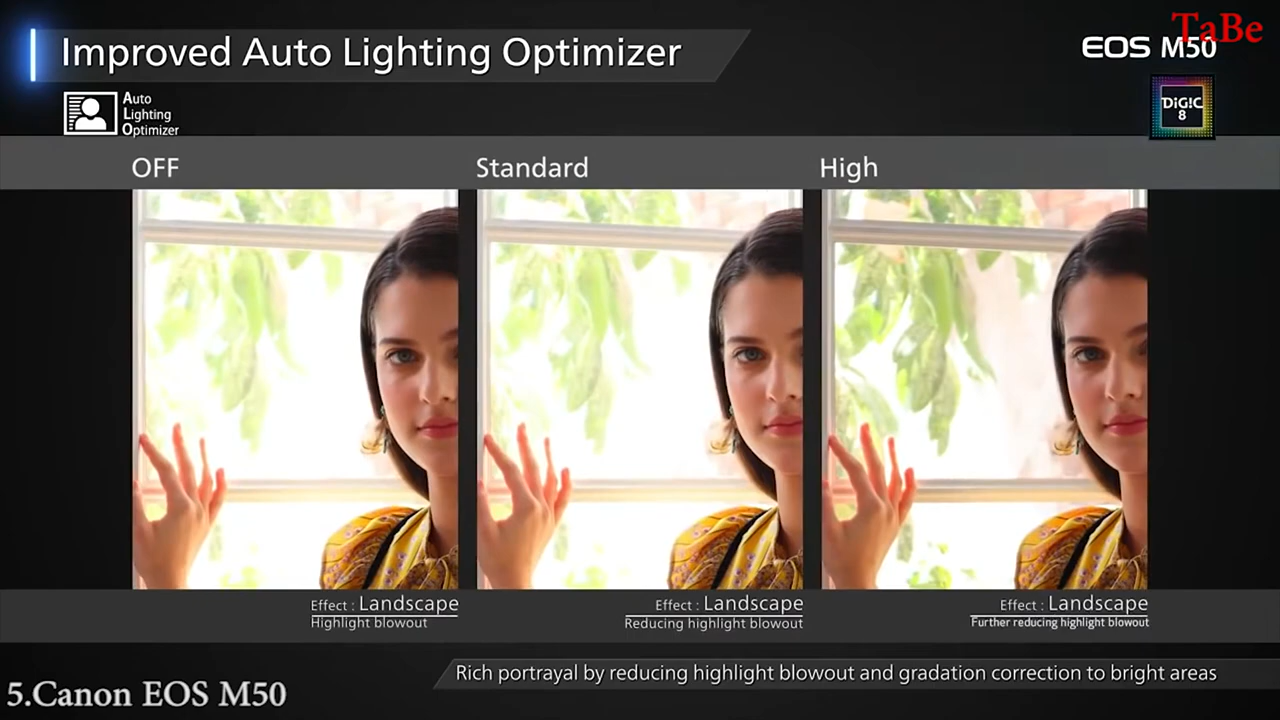 TaBe
Improved Auto Lighting Optimizer
EOS M50
Auto
Lighting
Optimizer
DiG!C
8
OFF
Standard
High
Effect : Landscape
Highlight blowout
Effect : Landscape
Reducing highlight blowout
Effect : Landscape
Further reducing highlight blowout
Rich portrayal by reducing highlight blowout and gradation correction to bright areas
5.Canon EOS M50